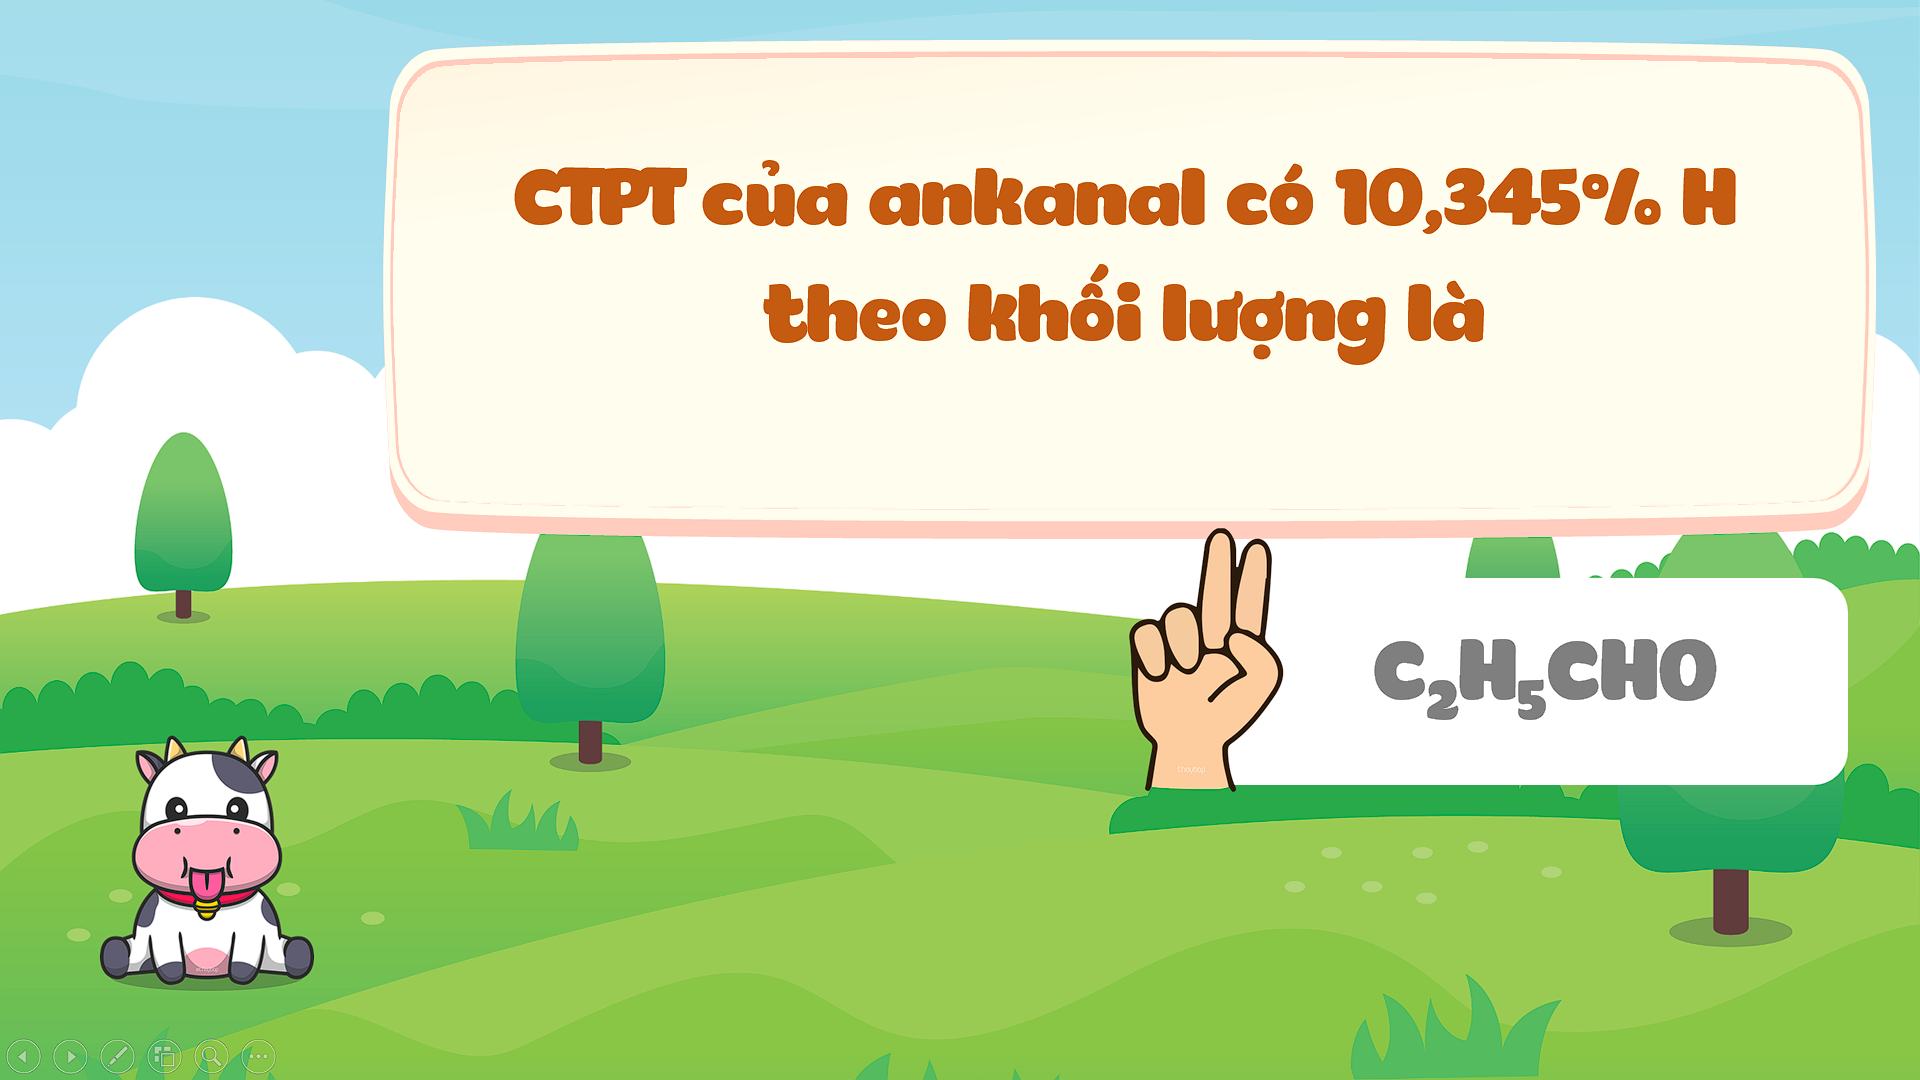 CTPT của ankanal có 10,345% H
theo khối lượng là
C₂H₅CHO